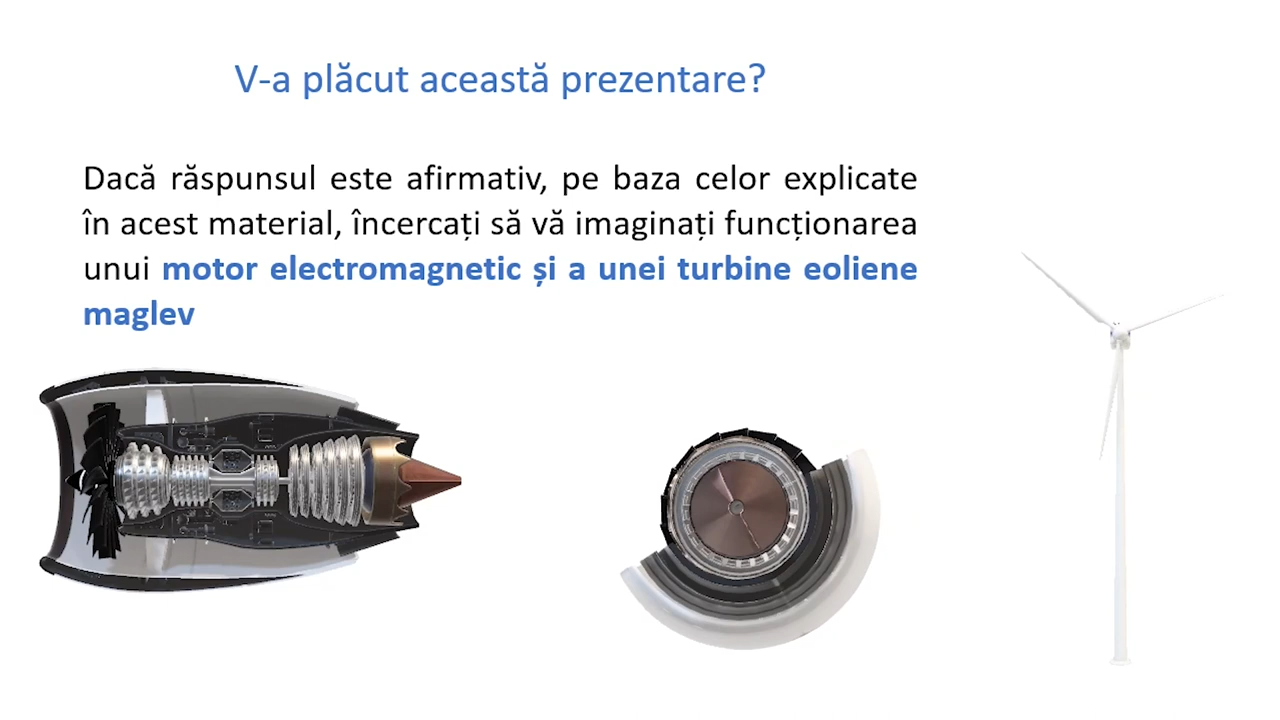 V-a plăcut această prezentare?
Dacă răspunsul este afirmativ, pe baza celor explicate
în acest material, încercați să vă imaginați funcționarea
unui motor electromagnetic și a unei turbine eoliene
maglev